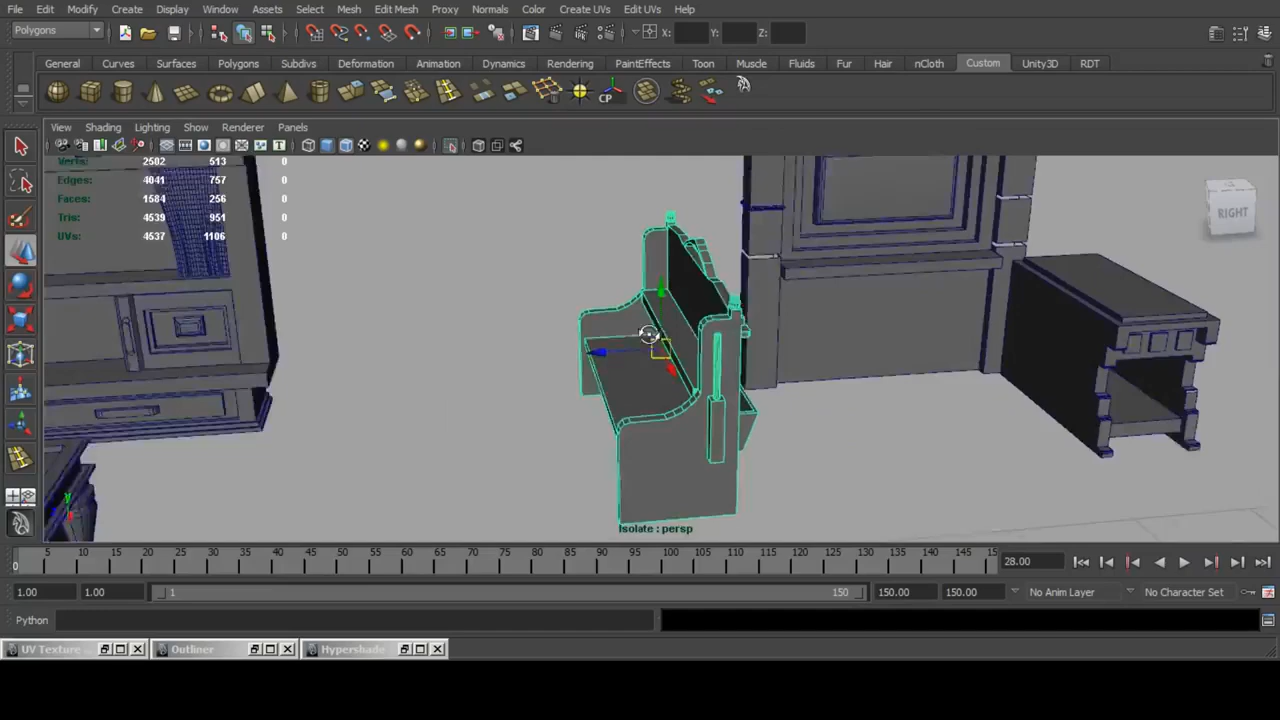 File Edit Modify Create Display Window Assets Select Mesh Edit Mesh Proxy Normals Color Create UVs Edit UVs Help
Polygons X: Y: Z:
General Curves Surfaces Polygons Subdivs Deformation Animation Dynamics Rendering PaintEffects Toon Muscle Fluids Fur Hair nCloth Custom Unity3D RDT
CP
View Shading Lighting Show Renderer Panels
Verts: 2502 513 0
Edges: 4041 757 0
Faces: 1584 256 0
Tris: 4539 951 0
UVs: 4537 1106 0
RIGHT
y
Isolate : persp
5 10 15 20 25 30 35 40 45 50 55 60 65 70 75 80 85 90 95 100 105 110 115 120 125 130 135 140 145 15
0 28.00
1.00 1.00 1 150 150.00 150.00 No Anim Layer No Character Set
Python
UV Texture Outliner Hypershade